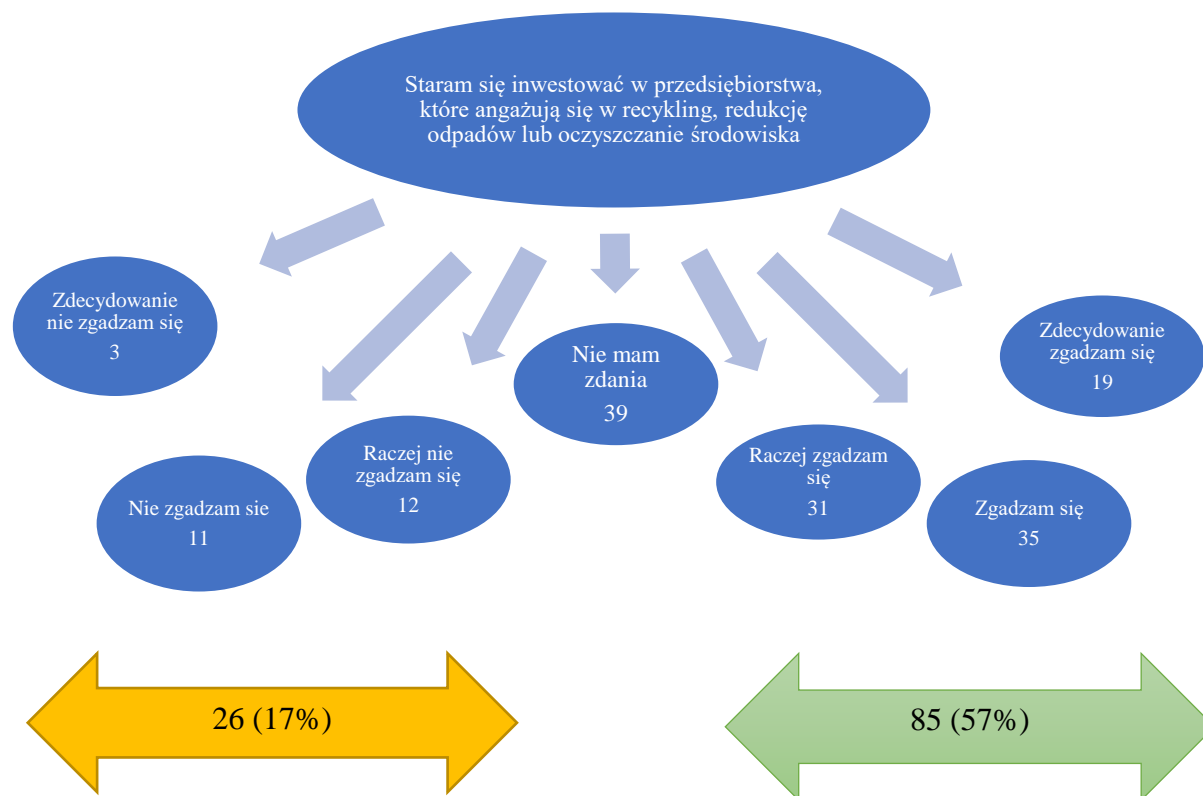 Staram się inwestować w przedsiębiorstwa,
które angażują się w recykling, redukcję
odpadów lub oczyszczanie środowiska
Zdecydowanie
nie zgadzam się
3
Nie zgadzam sie
11
Raczej nie
zgadzam się
12
Nie mam
zdania
39
Raczej zgadzam
się
31
Zgadzam się
35
Zdecydowanie
zgadzam się
19
26 (17%)
85 (57%)